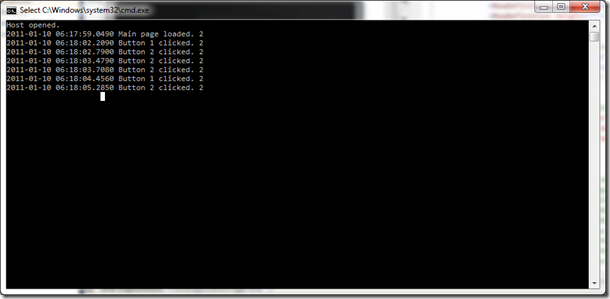 Select C:\Windows\system32\cmd.exe
Host opened.
2011-01-10 06:17:59.0490 Main page loaded. 2
2011-01-10 06:18:02.2090 Button 1 clicked. 2
2011-01-10 06:18:02.7900 Button 2 clicked. 2
2011-01-10 06:18:03.4790 Button 2 clicked. 2
2011-01-10 06:18:03.7080 Button 2 clicked. 2
2011-01-10 06:18:04.4560 Button 1 clicked. 2
2011-01-10 06:18:05.2850 Button 2 clicked. 2